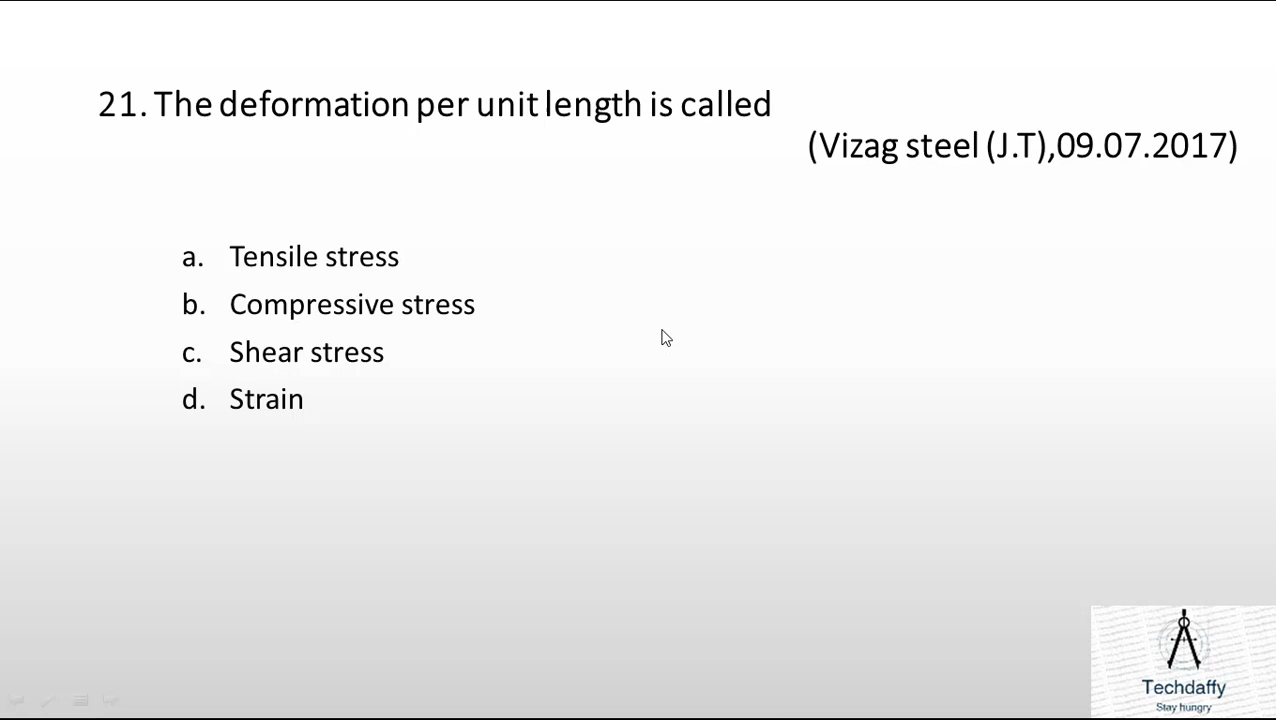 21. The deformation per unit length is called
(Vizag steel (J.T),09.07.2017)
a. Tensile stress
b. Compressive stress
c. Shear stress
d. Strain
Techdaffy
Stay hungry